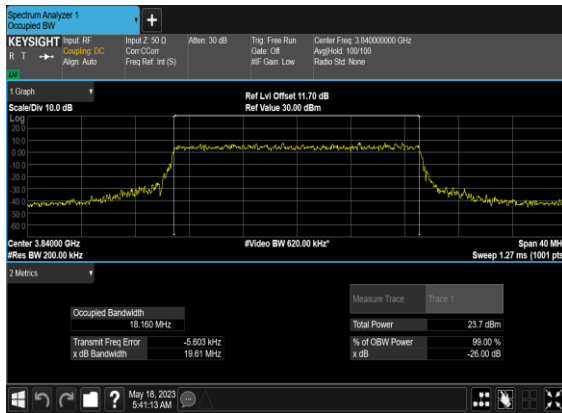 Spectrum Analyzer 1
Occupied BW
KEYSIGHT Input: RF Input Z: 50 Ω Atten: 30 dB Trig: Free Run Center Freq: 3.840000000 GHz
R T Coupling: DC Corr CCorr Gate: Off Avg|Hold: 100/100
Align: Auto Freq Ref: Int (S) #IF Gain: Low Radio Std: None
1 Graph
Ref Lvl Offset 11.70 dB
Scale/Div 10.0 dB Ref Value 30.00 dBm
Log
20.0
10.0
0.00
-10.0
-20.0
-30.0
-40.0
-50.0
-60.0
Center 3.84000 GHz #Video BW 620.00 kHz* Span 40 MH
#Res BW 200.00 kHz Sweep 1.27 ms (1001 pts
2 Metrics
Measure Trace Trace 1
Occupied Bandwidth
18.160 MHz Total Power 23.7 dBm
Transmit Freq Error -5.603 kHz % of OBW Power 99.00 %
x dB Bandwidth 19.61 MHz x dB -26.00 dB
May 18, 2023
5:41:13 AM